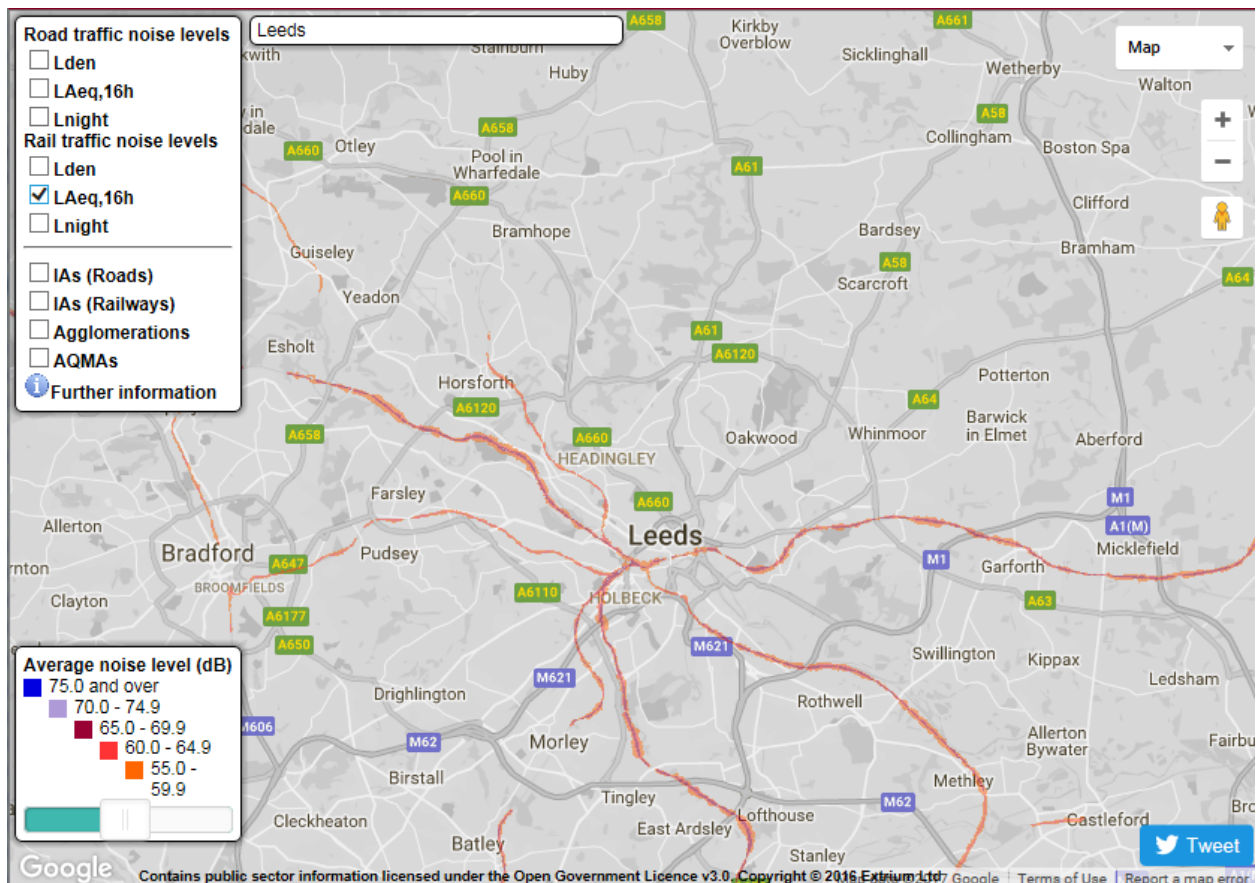 Road traffic noise levels
Lden
LAeq,16h
Lnight
Rail traffic noise levels
Lden
LAeq,16h
Lnight
IAs (Roads)
IAs (Railways)
Agglomerations
AQMAs
Further information
Leeds
Map
+
−
A658
Kirkby
Overblow
A661
Sicklinghall
Wetherby
Stainburn
Huby
Walton
A58
Collingham
Boston Spa
A658
A660
Otley
Pool in
Wharfedale
A61
A660
Clifford
Bramhope
Bardsey
Bramham
Guiseley
A58
Scarcroft
A64
Yeadon
A61
Esholt
A6120
Horsforth
Potterton
A6120
A64
Barwick
in Elmet
A658
A660
Oakwood
Whinmoor
Aberford
HEADINGLEY
Farsley
A660
M1
Allerton
Leeds
A1(M)
Bradford
Pudsey
M1
Micklefield
A647
Garforth
BROOMFIELDS
Clayton
A6110
HOLBECK
A63
A6177
A650
M621
Swillington
Kippax
M621
Ledsham
Drighlington
Rothwell
M606
M62
Morley
Allerton
Bywater
Birstall
Methley
Tingley
M62
Castleford
Cleckheaton
East Ardsley
Lofthouse
Batley
Stanley
Average noise level (dB)
75.0 and over
70.0 - 74.9
65.0 - 69.9
60.0 - 64.9
55.0 -
59.9
Tweet
Google
Contains public sector information licensed under the Open Government Licence v3.0. Copyright © 2016 Extrium Ltd
Google
Terms of Use
Report a map error